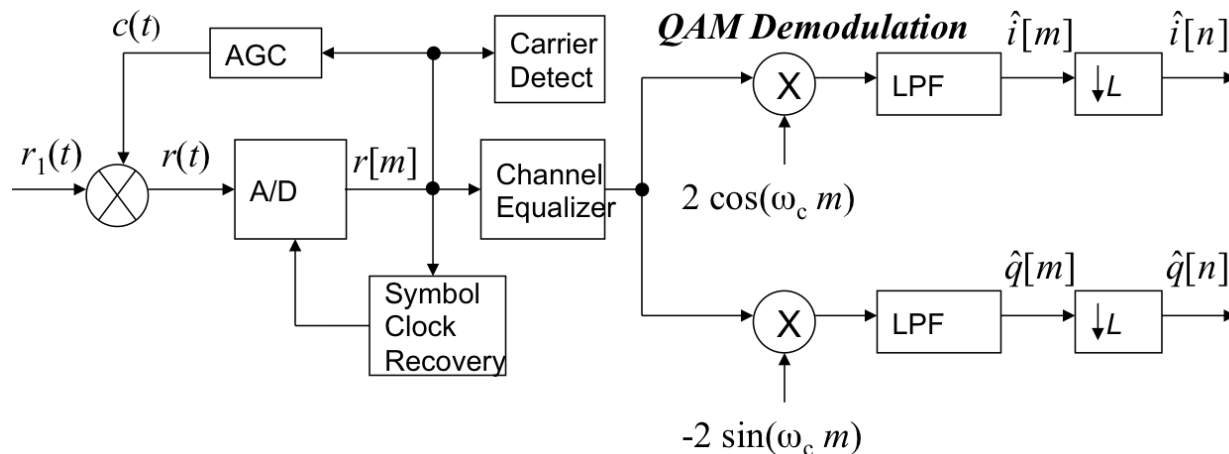 c(t)
AGC
Carrier
Detect
QAM Demodulation
r₁(t)
r(t)
A/D
r[m]
Channel
Equalizer
Symbol
Clock
Recovery
X
2 cos(ω_c m)
LPF
î[m]
↓L
î[n]
X
-2 sin(ω_c m)
LPF
q̂[m]
↓L
q̂[n]